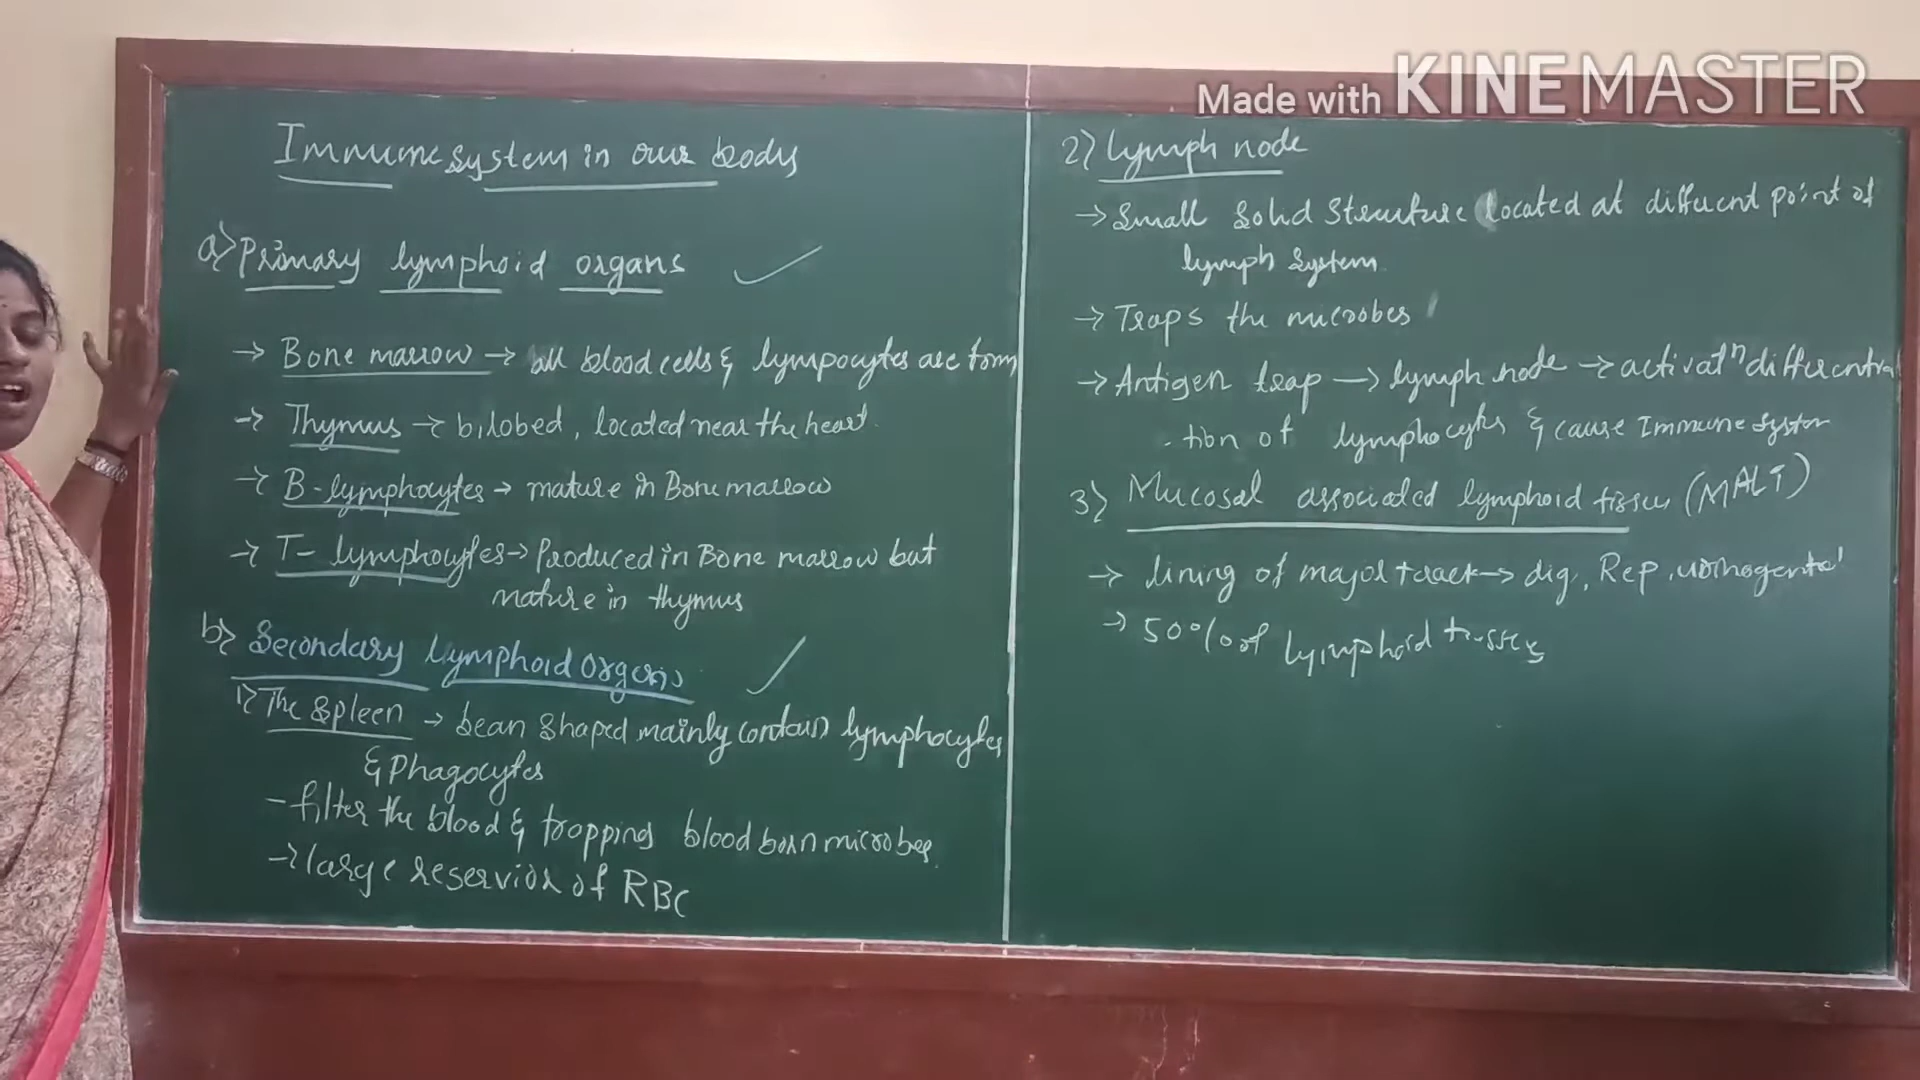 Made with KINEMASTER
Immune system in our body
a) Primary lymphoid organs
→ Bone marrow → all blood cells & lympocytes are form
→ Thymus → bilobed, located near the heart.
→ B-lymphocytes → mature in Bone marrow
→ T- lymphocytes → Produced in Bone marrow but
mature in thymus
b) Secondary lymphoid organs
1) The spleen → bean shaped mainly contain lymphocytes
& Phagocytes
- filter the blood & trapping blood born microbes.
→ large reservior of RBC
2) Lymph node
→ Small solid structure located at different point of
lymph system.
→ Traps the microbes
→ Antigen trap → lymph node → activatⁿ differentia
- tion of lymphocytes & cause Immune system
3) Mucosal associated lymphoid tissue (MALT)
→ lining of major track → dig, Rep,
→ 50% of lymphoid tissues